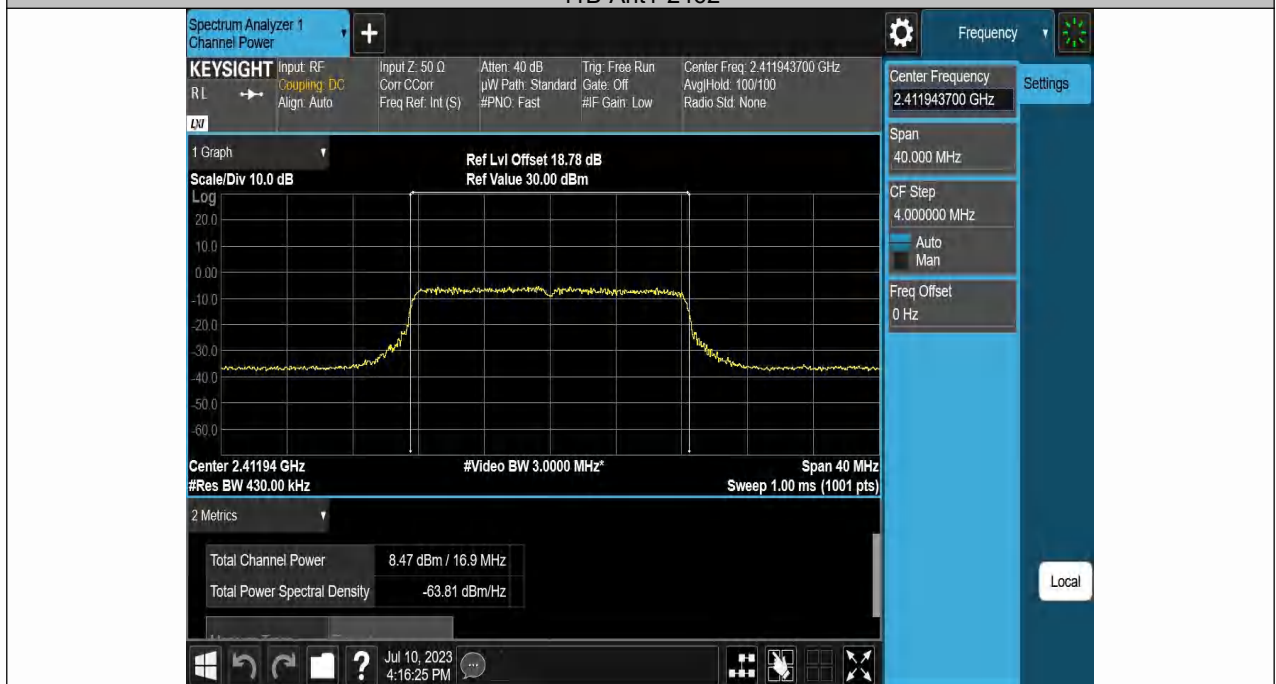 Spectrum Analyzer 1
Channel Power
+
Frequency
KEYSIGHT
RL
LXI
Input: RF
Coupling: DC
Align: Auto
Input Z: 50 Ω
Corr CCorr
Freq Ref: Int (S)
Atten: 40 dB
µW Path: Standard
#PNO: Fast
Trig: Free Run
Gate: Off
#IF Gain: Low
Center Freq: 2.411943700 GHz
Avg|Hold: 100/100
Radio Std: None
Center Frequency
2.411943700 GHz
Settings
Span
40.000 MHz
CF Step
4.000000 MHz
Auto
Man
Freq Offset
0 Hz
1 Graph
Ref Lvl Offset 18.78 dB
Scale/Div 10.0 dB
Ref Value 30.00 dBm
Log
20.0
10.0
0.00
-10.0
-20.0
-30.0
-40.0
-50.0
-60.0
Center 2.41194 GHz
#Video BW 3.0000 MHz*
Span 40 MHz
#Res BW 430.00 kHz
Sweep 1.00 ms (1001 pts)
2 Metrics
Total Channel Power 8.47 dBm / 16.9 MHz
Total Power Spectral Density -63.81 dBm/Hz
Local
?
Jul 10, 2023
4:16:25 PM